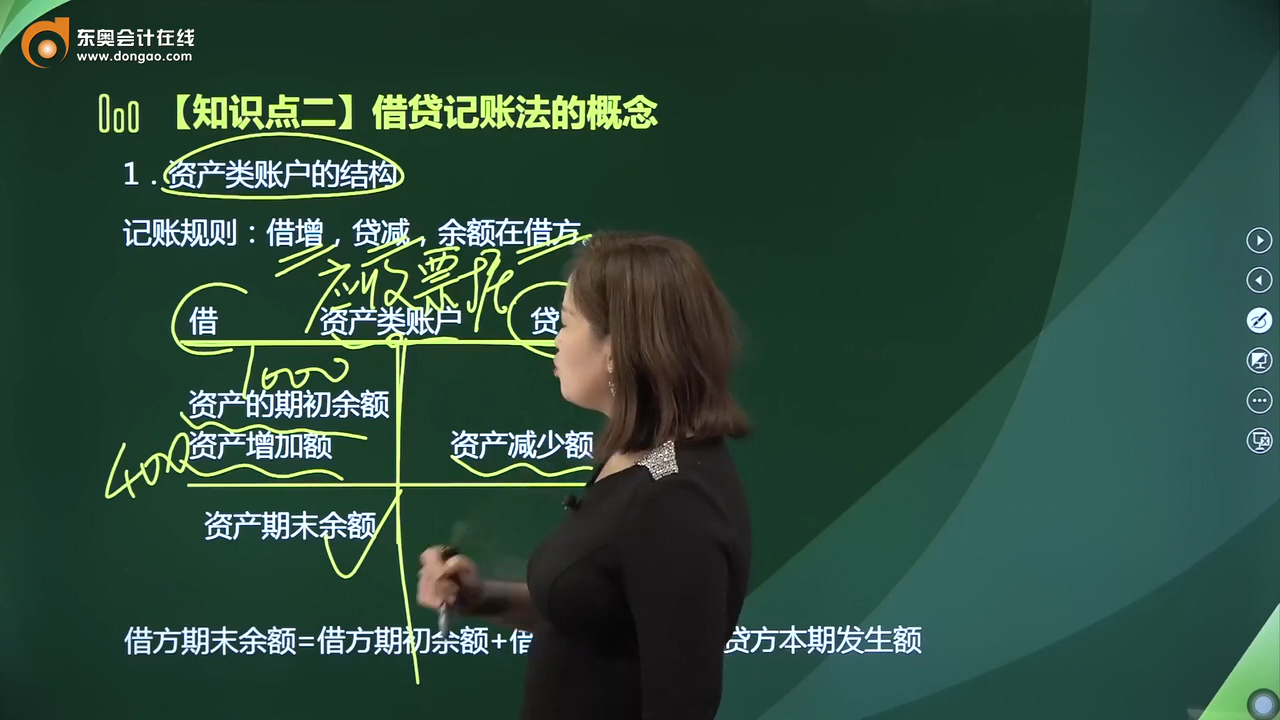 东奥会计在线
www.dongao.com
【知识点二】借贷记账法的概念
1．资产类账户的结构
记账规则：借增，贷减，余额在借方。
应收票据
借 资产类账户 贷
1000
资产的期初余额
400 资产增加额 资产减少额
资产期末余额
借方期末余额=借方期初余额+借 贷方本期发生额